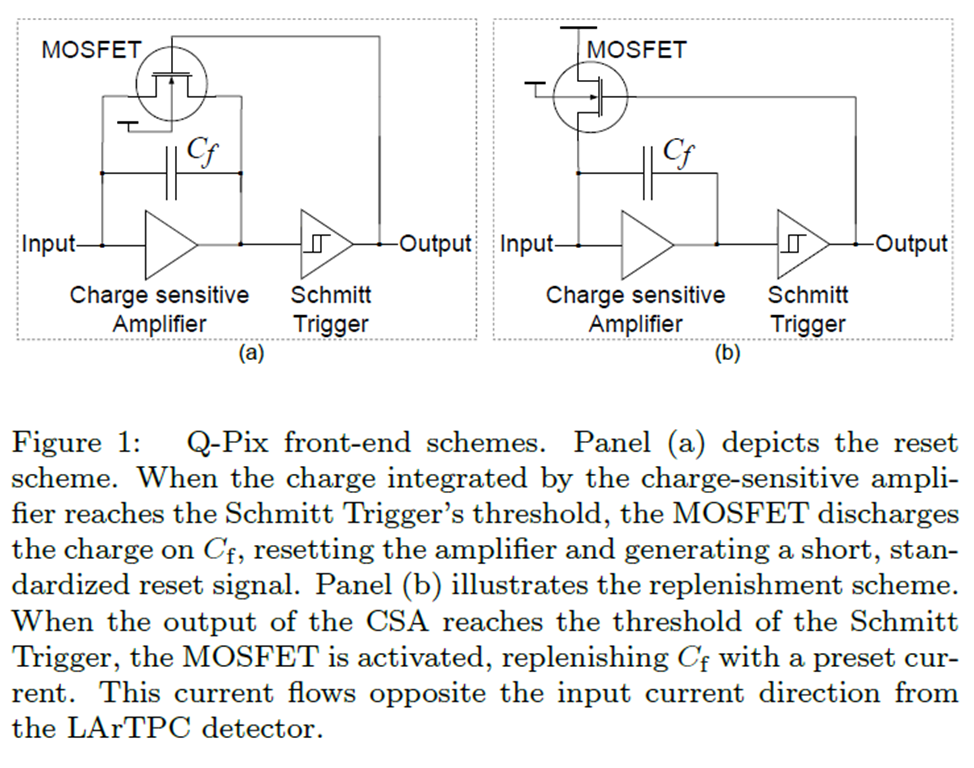 MOSFET
Cf
Input
Output
Charge sensitive
Amplifier
Schmitt
Trigger
(a)
MOSFET
Cf
Input
Output
Charge sensitive
Amplifier
Schmitt
Trigger
(b)
Figure 1: Q-Pix front-end schemes. Panel (a) depicts the reset
scheme. When the charge integrated by the charge-sensitive ampli-
fier reaches the Schmitt Trigger's threshold, the MOSFET discharges
the charge on Cf, resetting the amplifier and generating a short, stan-
dardized reset signal. Panel (b) illustrates the replenishment scheme.
When the output of the CSA reaches the threshold of the Schmitt
Trigger, the MOSFET is activated, replenishing Cf with a preset cur-
rent. This current flows opposite the input current direction from
the LArTPC detector.